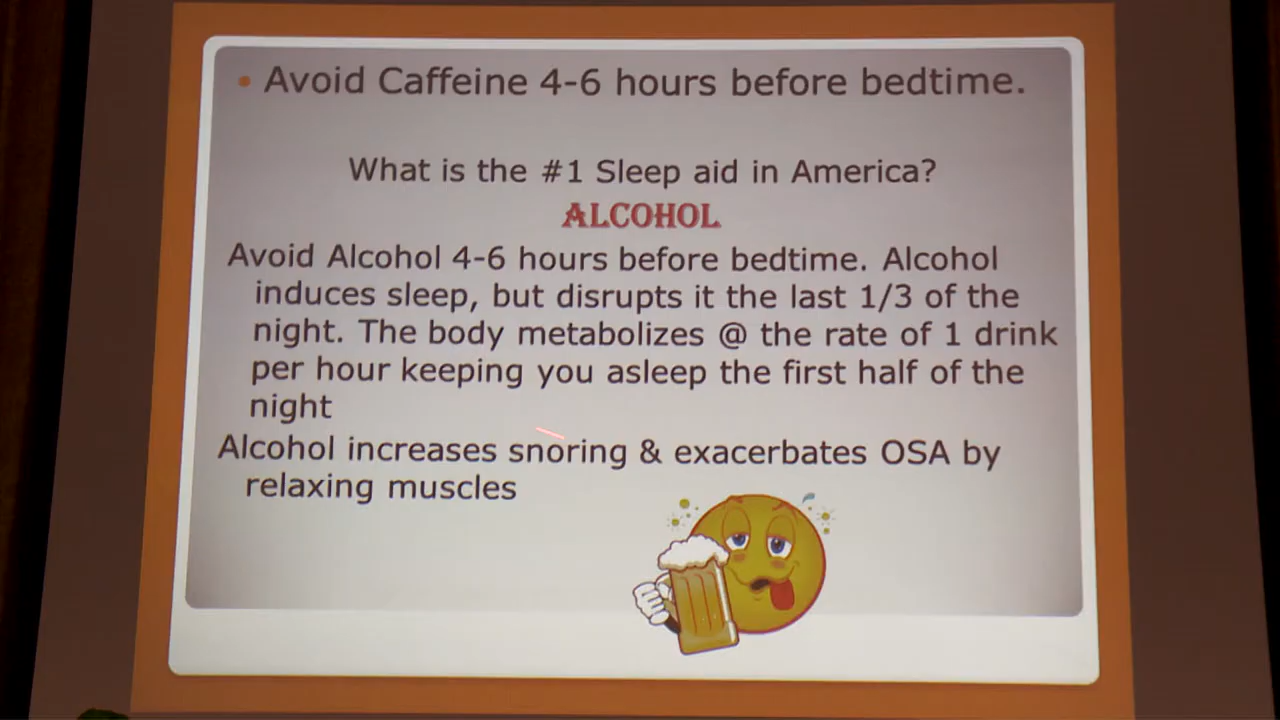 • Avoid Caffeine 4-6 hours before bedtime.
What is the #1 Sleep aid in America?
ALCOHOL
Avoid Alcohol 4-6 hours before bedtime. Alcohol
induces sleep, but disrupts it the last 1/3 of the
night. The body metabolizes @ the rate of 1 drink
per hour keeping you asleep the first half of the
night
Alcohol increases snoring & exacerbates OSA by
relaxing muscles